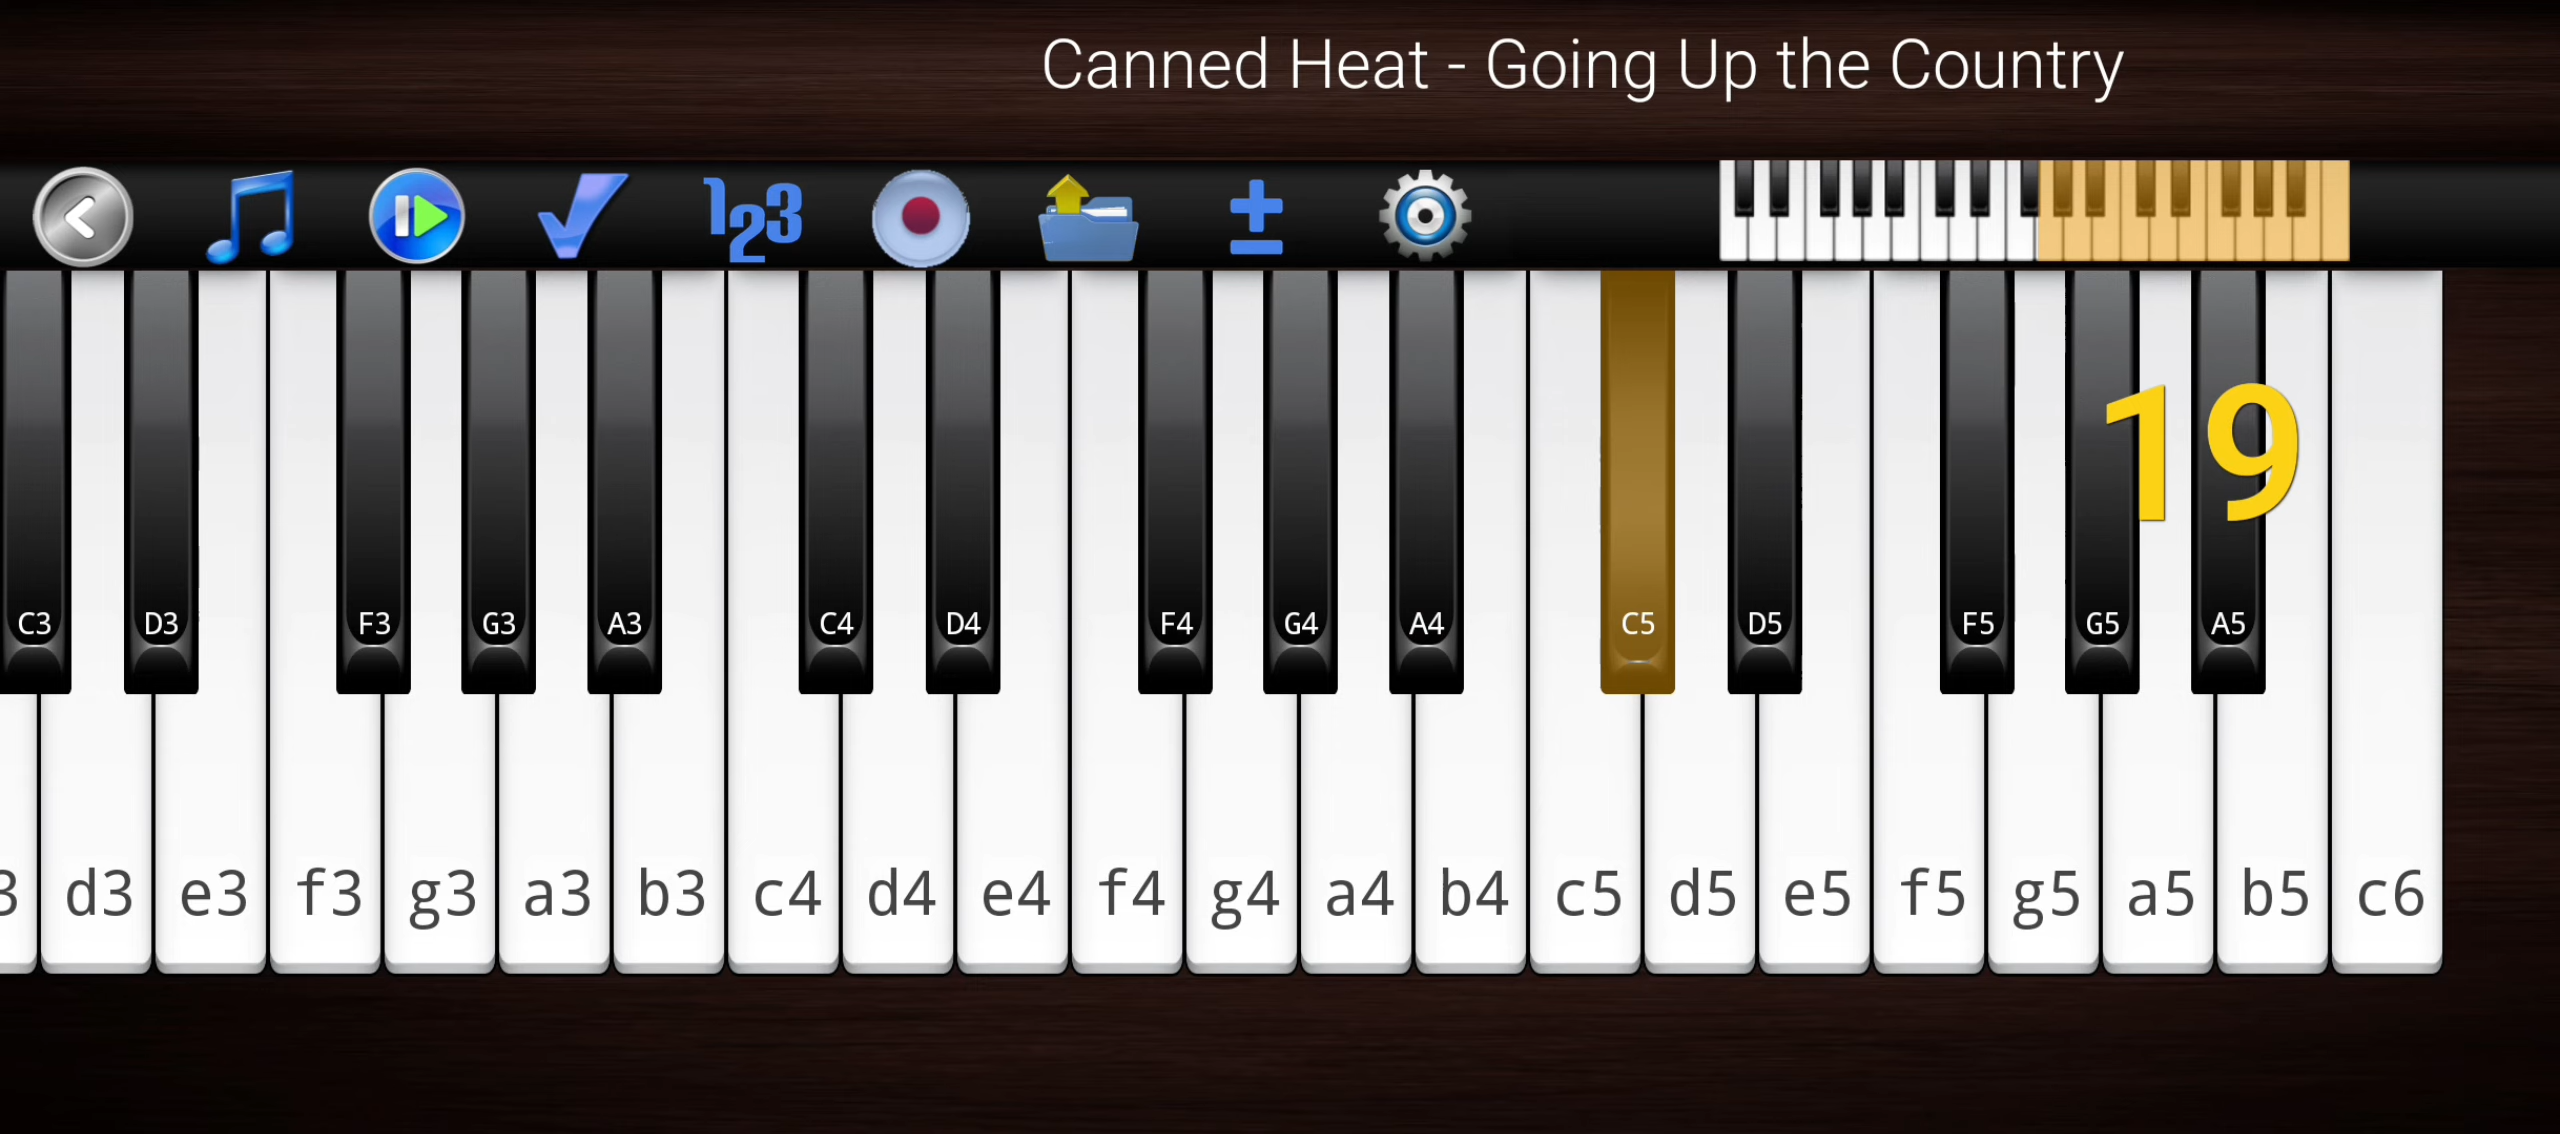 Canned Heat - Going Up the Country
123
19
C3 D3 F3 G3 A3 C4 D4 F4 G4 A4 C5 D5 F5 G5 A5
3 d3 e3 f3 g3 a3 b3 c4 d4 e4 f4 g4 a4 b4 c5 d5 e5 f5 g5 a5 b5 c6